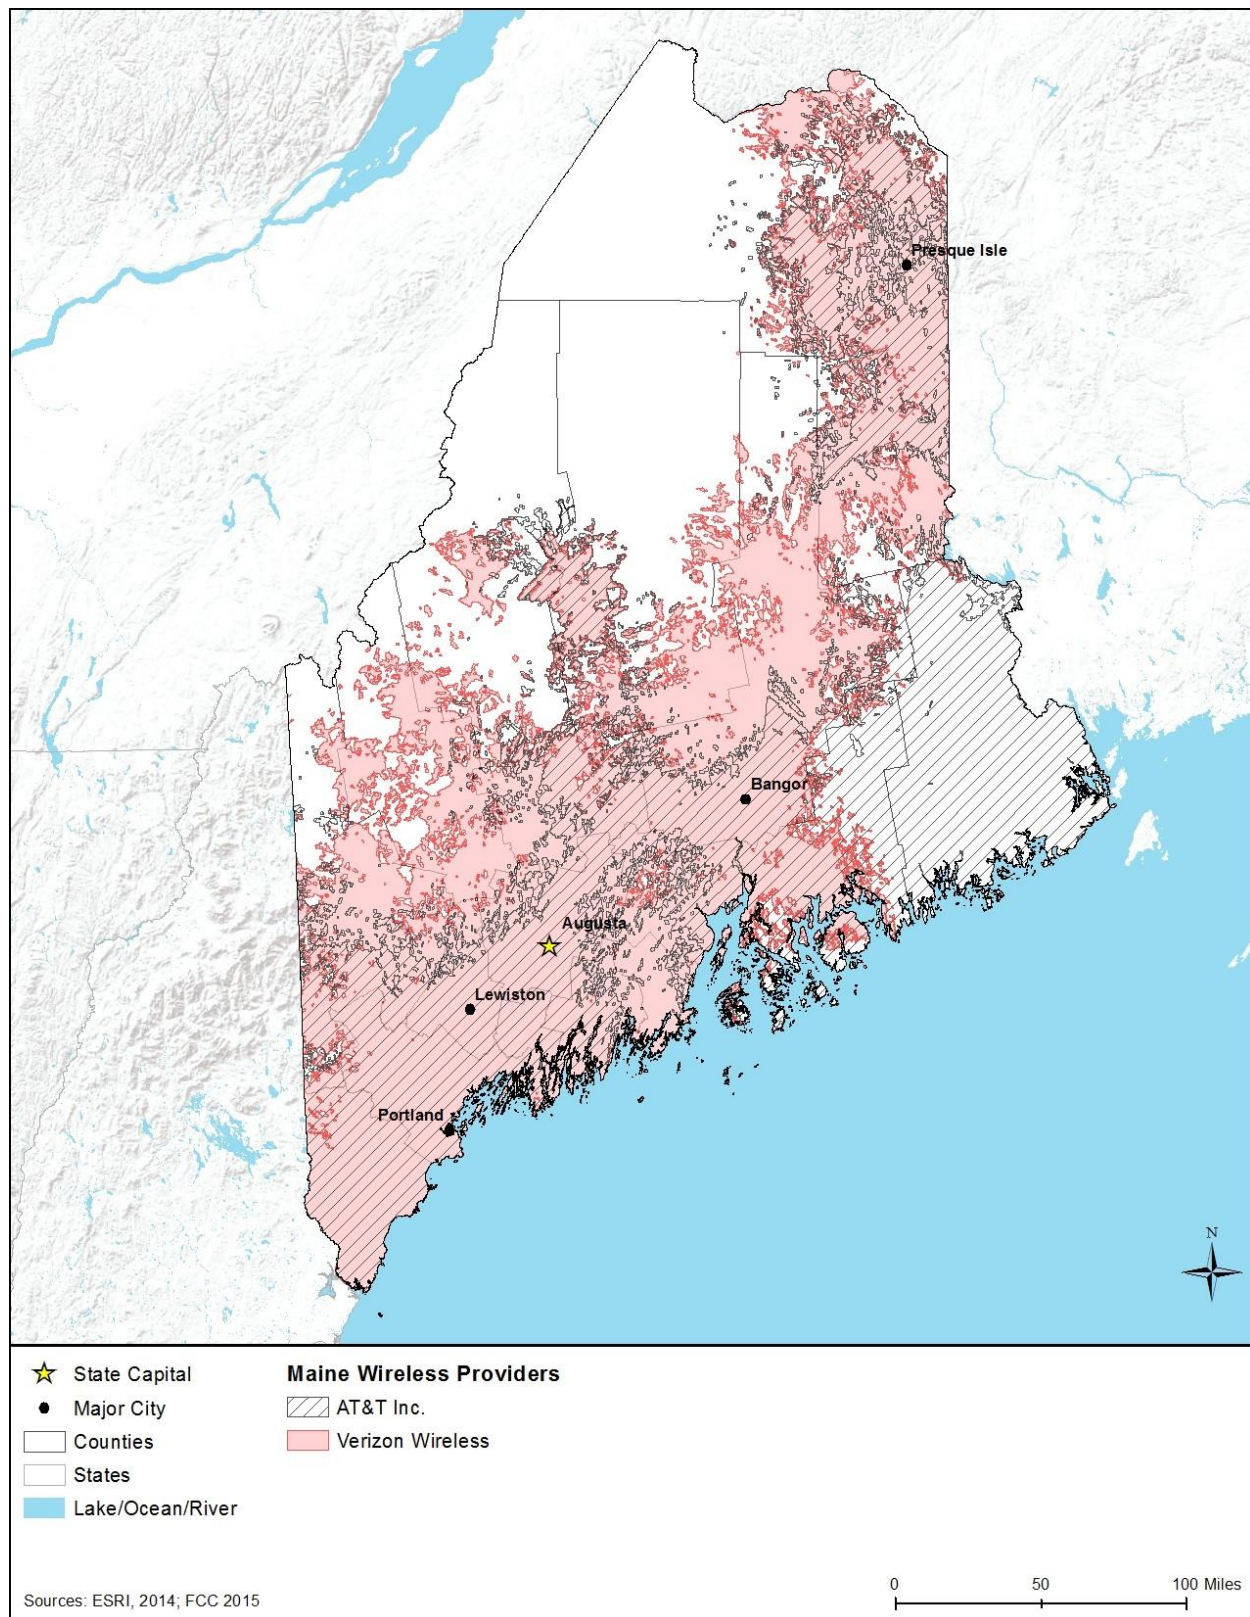 Presque Isle
Bangor
Augusta
Lewiston
Portland
N
State Capital
Major City
Counties
States
Lake/Ocean/River
Maine Wireless Providers
AT&T Inc.
Verizon Wireless
Sources: ESRI, 2014; FCC 2015
0 50 100 Miles